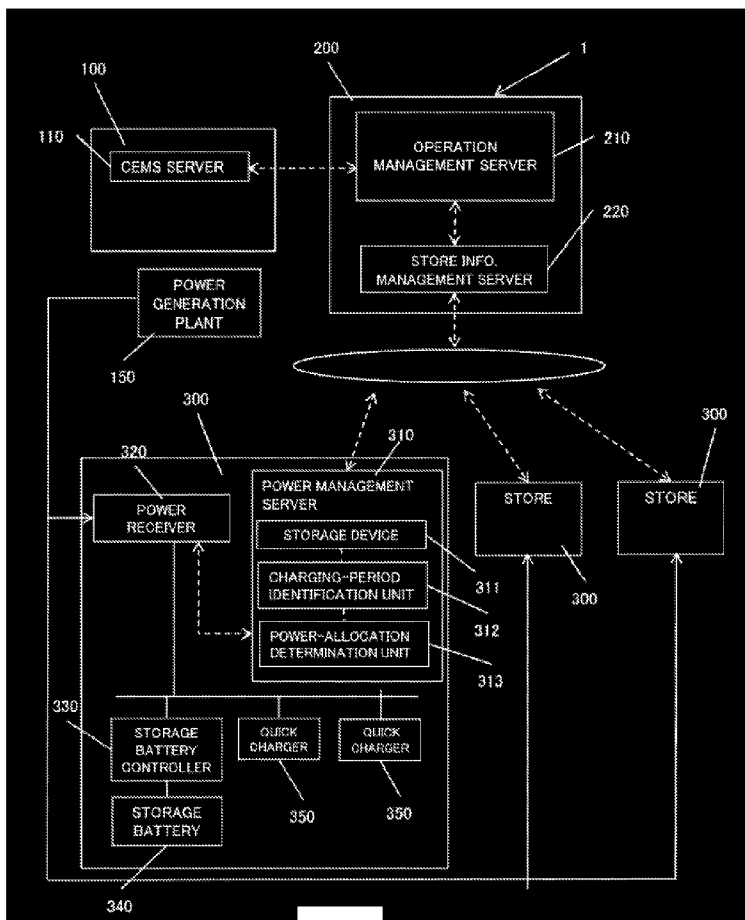 200
1
100
110
CEMS SERVER
OPERATION
MANAGEMENT SERVER
210
220
STORE INFO.
MANAGEMENT SERVER
POWER
GENERATION
PLANT
150
300
310
320
POWER MANAGEMENT
SERVER
POWER
RECEIVER
STORAGE DEVICE
311
CHARGING-PERIOD
IDENTIFICATION UNIT
312
POWER-ALLOCATION
DETERMINATION UNIT
313
STORE
300
STORE
300
330
STORAGE
BATTERY
CONTROLLER
QUICK
CHARGER
350
QUICK
CHARGER
350
STORAGE
BATTERY
340